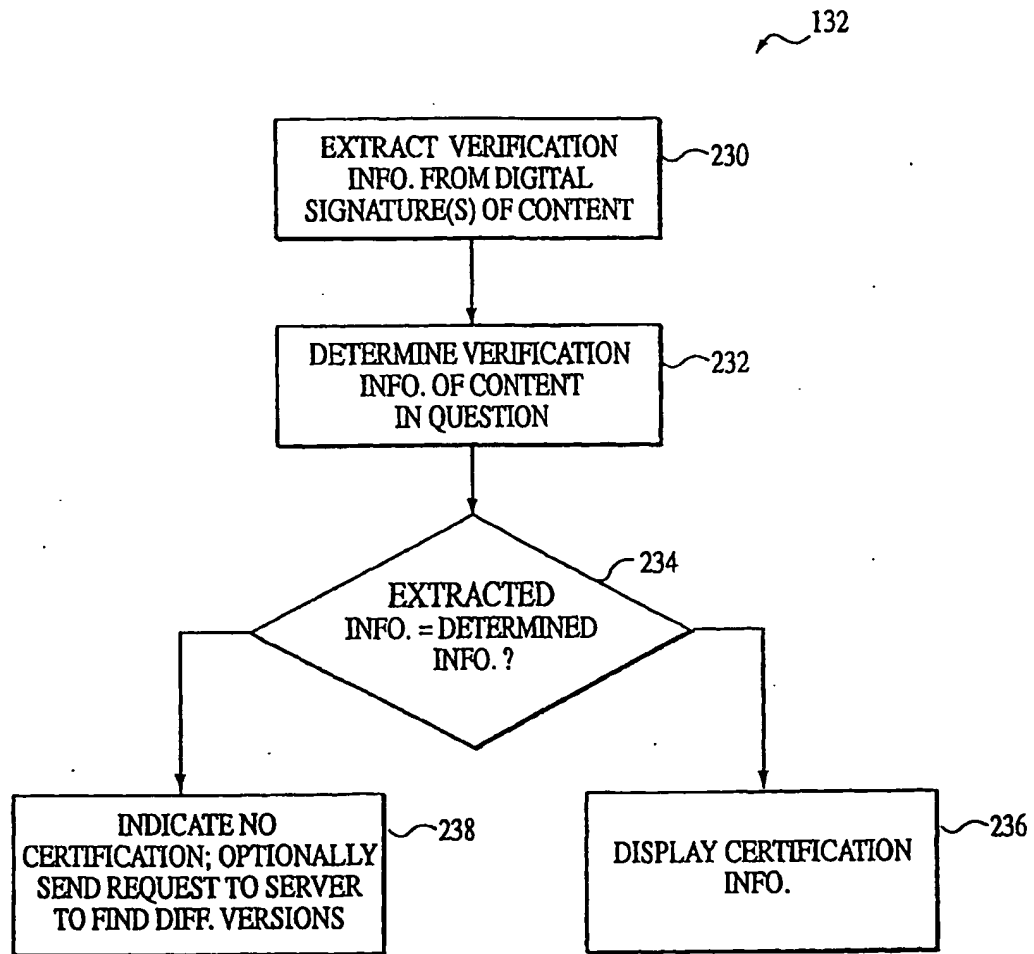 132
EXTRACT VERIFICATION
INFO. FROM DIGITAL
SIGNATURE(S) OF CONTENT
230
DETERMINE VERIFICATION
INFO. OF CONTENT
IN QUESTION
232
234
EXTRACTED
INFO. = DETERMINED
INFO. ?
INDICATE NO
CERTIFICATION; OPTIONALLY
SEND REQUEST TO SERVER
TO FIND DIFF. VERSIONS
238
DISPLAY CERTIFICATION
INFO.
236